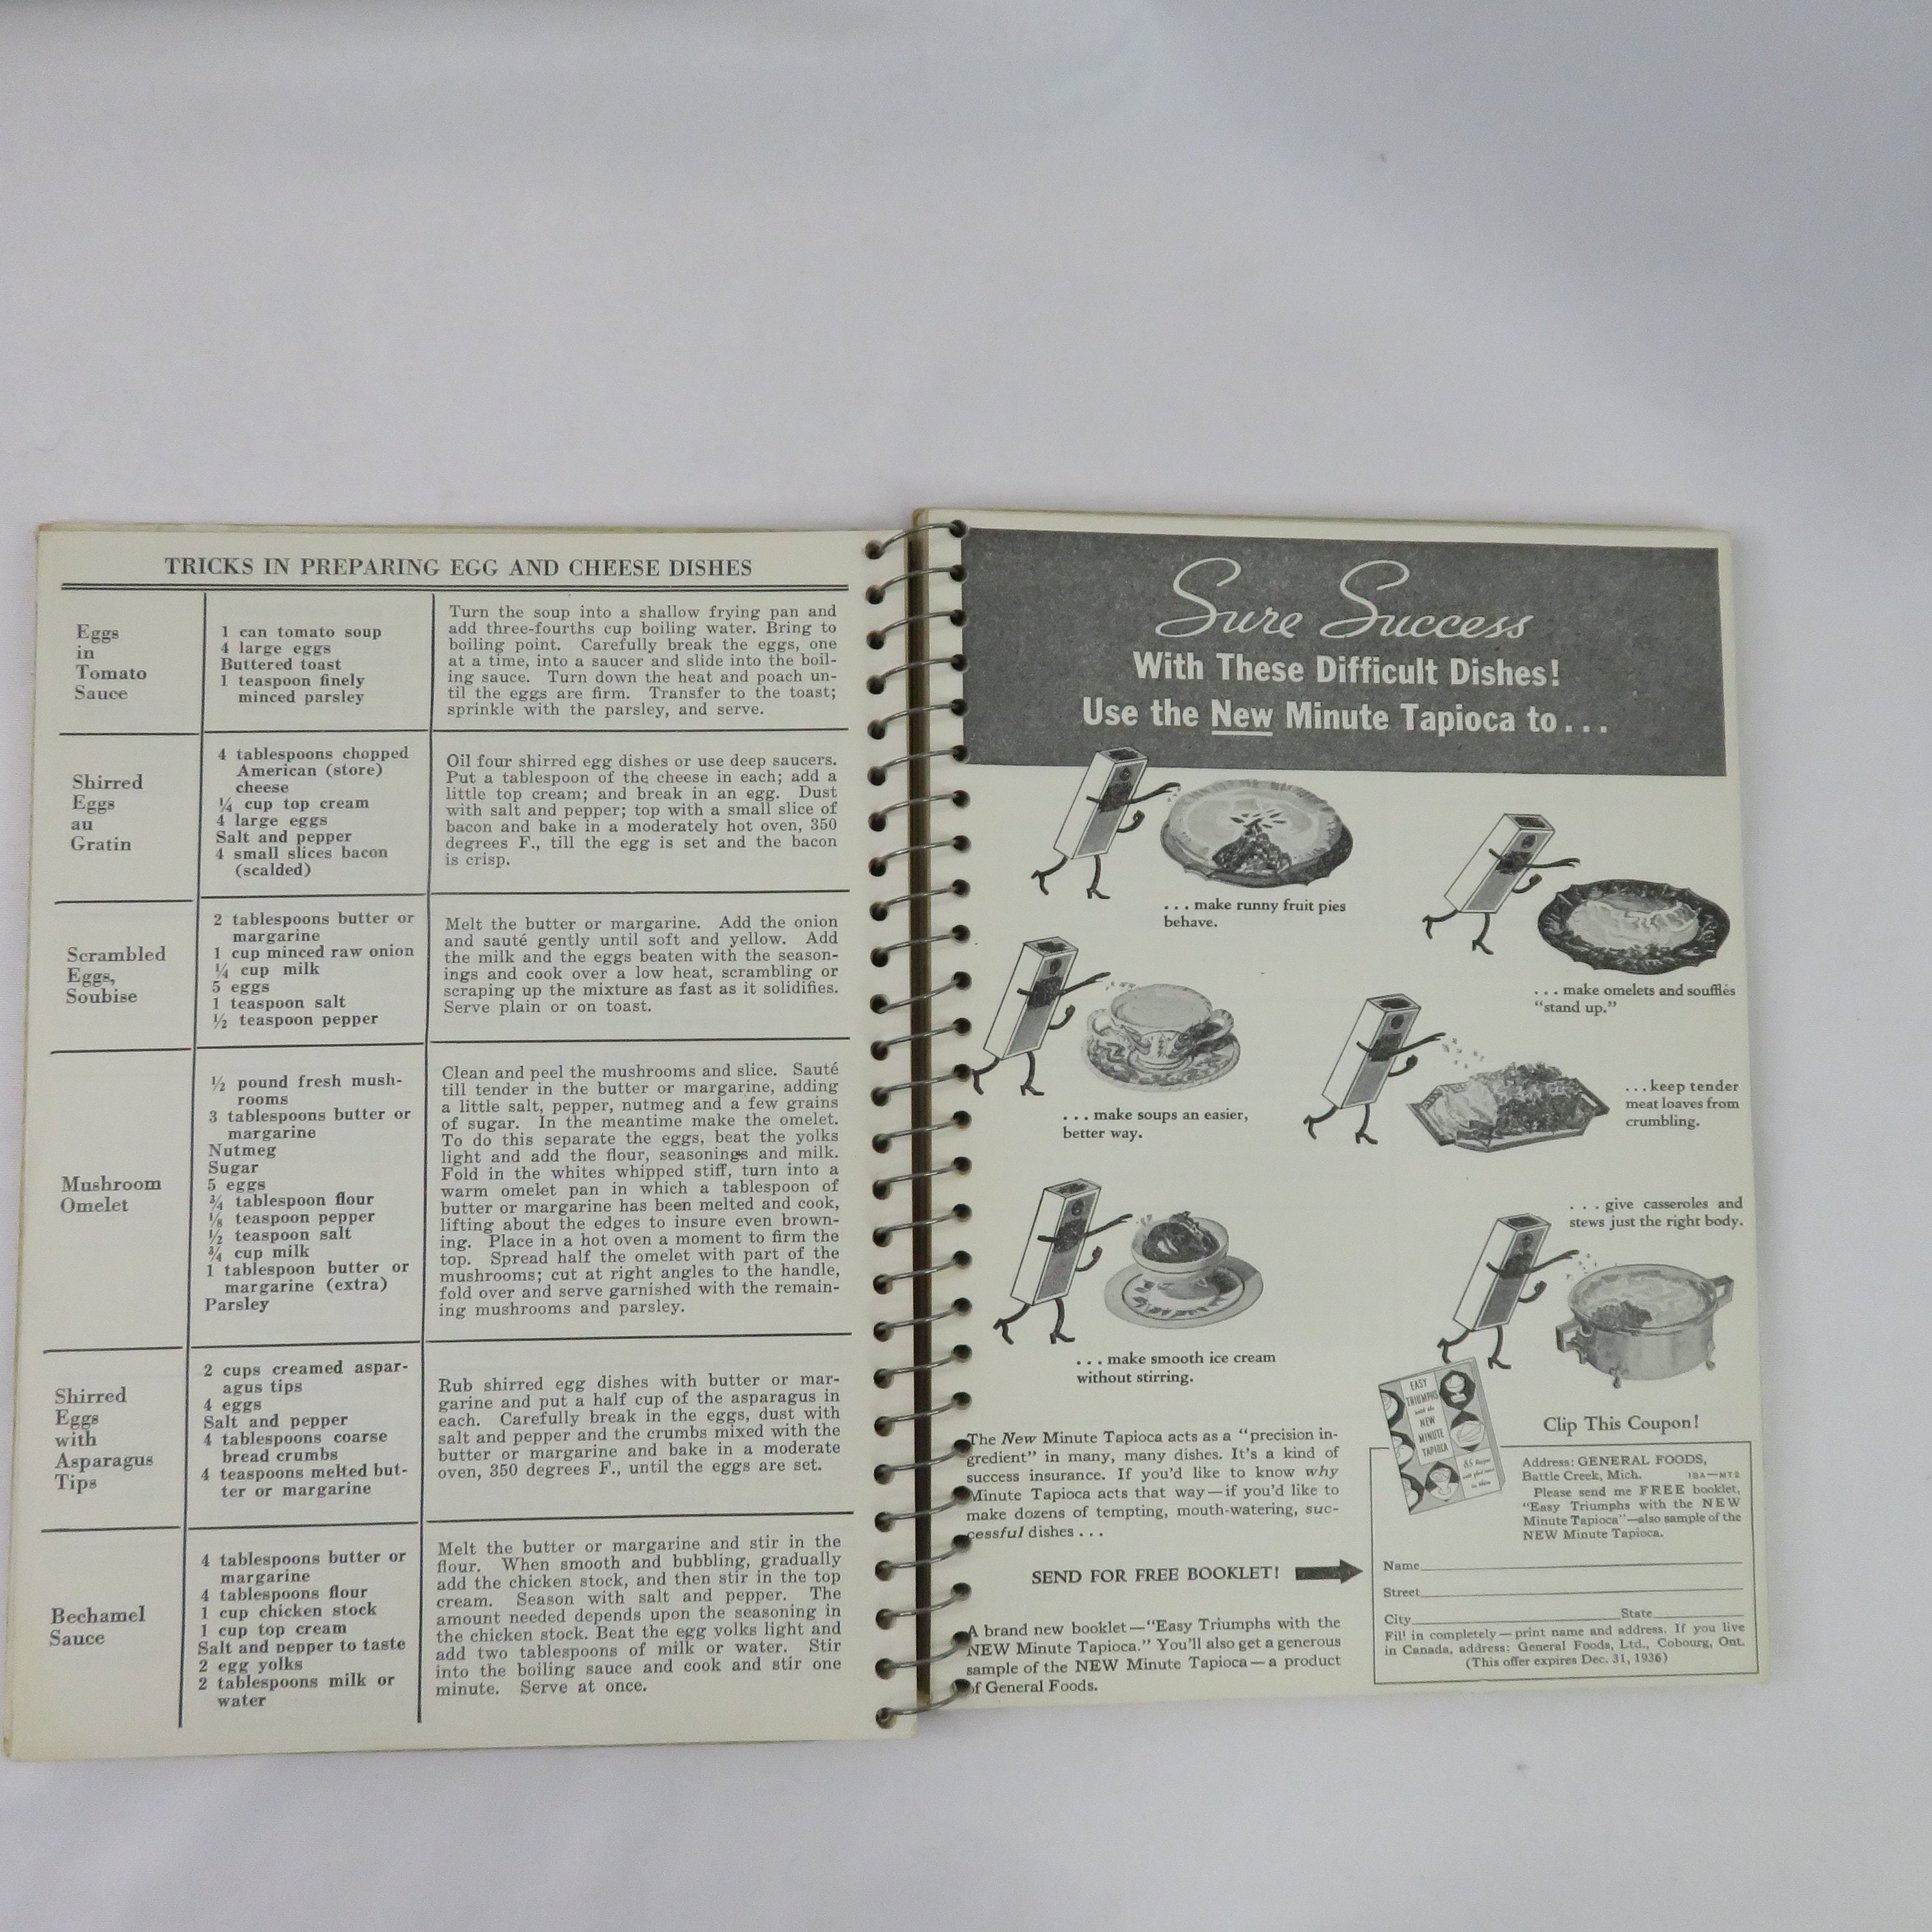 TRICKS IN PREPARING EGG AND CHEESE DISHES
Eggs
in
Tomato
Sauce
1 can tomato soup
4 large eggs
Buttered toast
1 teaspoon finely
minced parsley
Turn the soup into a shallow frying pan and
add three-fourths cup boiling water. Bring to
boiling point. Carefully break the eggs, one
at a time, into a saucer and slide into the boil-
ing sauce. Turn down the heat and poach un-
til the eggs are firm. Transfer to the toast;
sprinkle with the parsley, and serve.
Shirred
Eggs
au
Gratin
4 tablespoons chopped
American (store)
cheese
¼ cup top cream
4 large eggs
Salt and pepper
4 small slices bacon
(scalded)
Oil four shirred egg dishes or use deep saucers.
Put a tablespoon of the cheese in each; add a
little top cream; and break in an egg. Dust
with salt and pepper; top with a small slice of
bacon and bake in a moderately hot oven, 350
degrees F., till the egg is set and the bacon
is crisp.
Scrambled
Eggs,
Soubise
2 tablespoons butter or
margarine
1 cup minced raw onion
¼ cup milk
5 eggs
1 teaspoon salt
½ teaspoon pepper
Melt the butter or margarine. Add the onion
and sauté gently until soft and yellow. Add
the milk and the eggs beaten with the season-
ings and cook over a low heat, scrambling or
scraping up the mixture as fast as it solidifies.
Serve plain or on toast.
Mushroom
Omelet
½ pound fresh mush-
rooms
3 tablespoons butter or
margarine
Nutmeg
Sugar
5 eggs
¾ tablespoon flour
⅛ teaspoon pepper
½ teaspoon salt
¾ cup milk
1 tablespoon butter or
margarine (extra)
Parsley
Clean and peel the mushrooms and slice. Sauté
till tender in the butter or margarine, adding
a little salt, pepper, nutmeg and a few grains
of sugar. In the meantime make the omelet.
To do this separate the eggs, beat the yolks
light and add the flour, seasonings and milk.
Fold in the whites whipped stiff, turn into a
warm omelet pan in which a tablespoon of
butter or margarine has been melted and cook,
lifting about the edges to insure even brown-
ing. Place in a hot oven a moment to firm the
top. Spread half the omelet with part of the
mushrooms; cut at right angles to the handle,
fold over and serve garnished with the remain-
ing mushrooms and parsley.
Shirred
Eggs
with
Asparagus
Tips
2 cups creamed aspar-
agus tips
4 eggs
Salt and pepper
4 tablespoons coarse
bread crumbs
4 teaspoons melted but-
ter or margarine
Rub shirred egg dishes with butter or mar-
garine and put a half cup of the asparagus in
each. Carefully break in the eggs, dust with
salt and pepper and the crumbs mixed with the
butter or margarine and bake in a moderate
oven, 350 degrees F., until the eggs are set.
Bechamel
Sauce
4 tablespoons butter or
margarine
4 tablespoons flour
1 cup chicken stock
1 cup top cream
Salt and pepper to taste
2 egg yolks
2 tablespoons milk or
water
Melt the butter or margarine and stir in the
flour. When smooth and bubbling, gradually
add the chicken stock, and then stir in the top
cream. Season with salt and pepper. The
amount needed depends upon the seasoning in
the chicken stock. Beat the egg yolks light and
add two tablespoons of milk or water. Stir
into the boiling sauce and cook and stir one
minute. Serve at once.
Sure Success
With These Difficult Dishes!
Use the New Minute Tapioca to...
...make runny fruit pies
behave.
...make omelets and soufflés
"stand up."
...make soups an easier,
better way.
...keep tender
meat loaves from
crumbling.
...make smooth ice cream
without stirring.
...give casseroles and
stews just the right body.
The New Minute Tapioca acts as a "precision in-
gredient" in many, many dishes. It's a kind of
success insurance. If you'd like to know why
Minute Tapioca acts that way—if you'd like to
make dozens of tempting, mouth-watering, suc-
cessful dishes...
SEND FOR FREE BOOKLET!
A brand new booklet—"Easy Triumphs with the
NEW Minute Tapioca." You'll also get a generous
sample of the NEW Minute Tapioca—a product
of General Foods.
EASY
TRIUMPHS
with the
NEW
MINUTE
TAPIOCA
85 Recipes
Clip This Coupon!
Address: GENERAL FOODS,
Battle Creek, Mich. IBA—MT2
Please send me FREE booklet,
"Easy Triumphs with the NEW
Minute Tapioca"—also sample of the
NEW Minute Tapioca.
Name
Street
City State
Fill in completely—print name and address. If you live
in Canada, address: General Foods, Ltd., Cobourg, Ont.
(This offer expires Dec. 31, 1936)